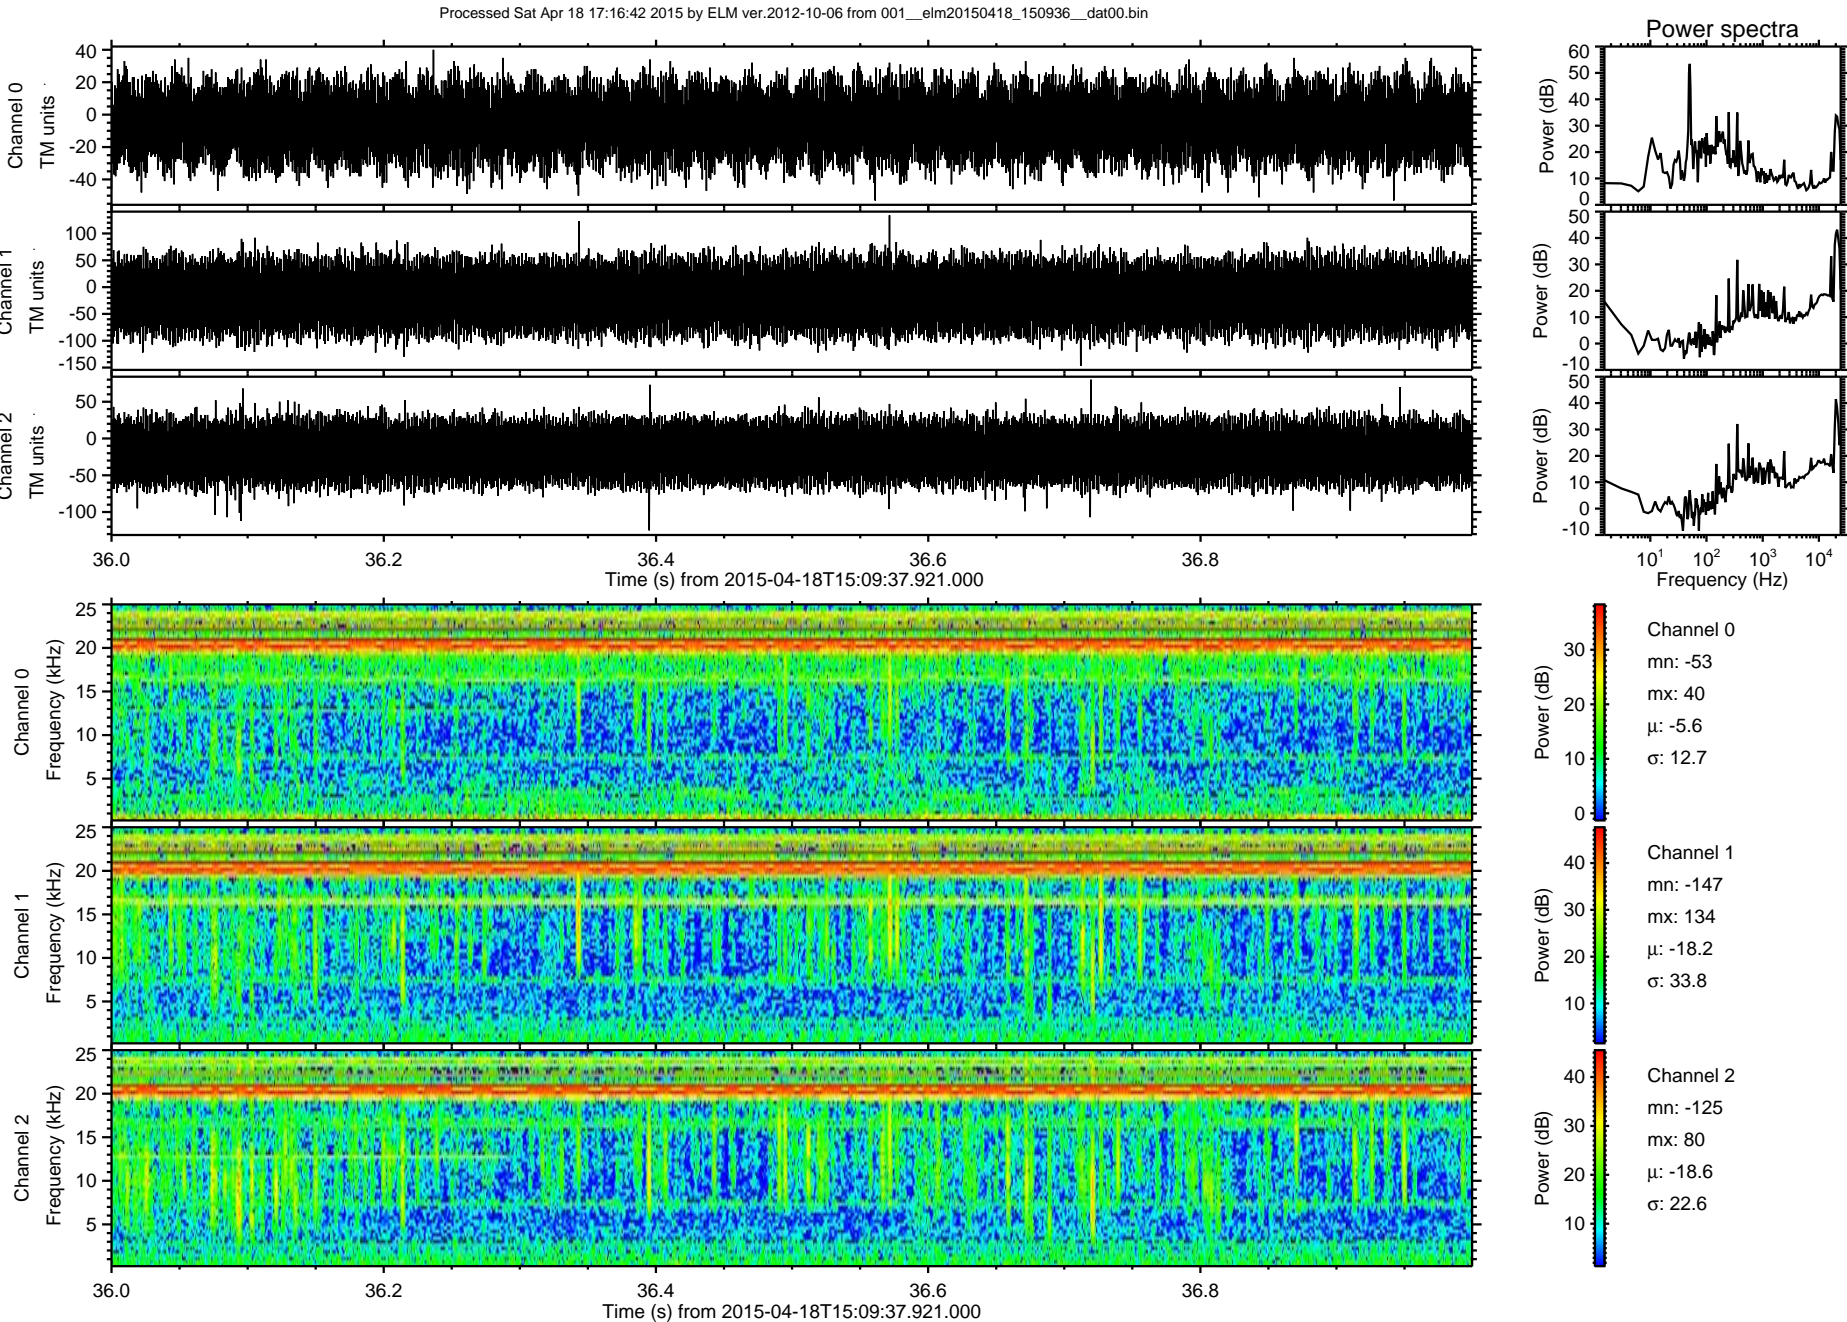 Processed Sat Apr 18 17:16:42 2015 by ELM ver.2012-10-06 from 001__elm20150418_150936__dat00.bin
Power spectra
Channel 0
TM units
40
20
0
-20
-40
Power (dB)
60
50
40
30
20
10
0
Channel 1
TM units
100
50
0
-50
-100
-150
Power (dB)
50
40
30
20
10
0
-10
Channel 2
TM units
50
0
-50
-100
Power (dB)
50
40
30
20
10
0
-10
36.0 36.2 36.4 36.6 36.8
Time (s) from 2015-04-18T15:09:37.921.000
10^1 10^2 10^3 10^4
Frequency (Hz)
Channel 0
Frequency (kHz)
25
20
15
10
5
Power (dB)
30
20
10
0
Channel 0
mn: -53
mx: 40
μ: -5.6
σ: 12.7
Channel 1
Frequency (kHz)
25
20
15
10
5
Power (dB)
40
30
20
10
Channel 1
mn: -147
mx: 134
μ: -18.2
σ: 33.8
Channel 2
Frequency (kHz)
25
20
15
10
5
Power (dB)
40
30
20
10
Channel 2
mn: -125
mx: 80
μ: -18.6
σ: 22.6
36.0 36.2 36.4 36.6 36.8
Time (s) from 2015-04-18T15:09:37.921.000